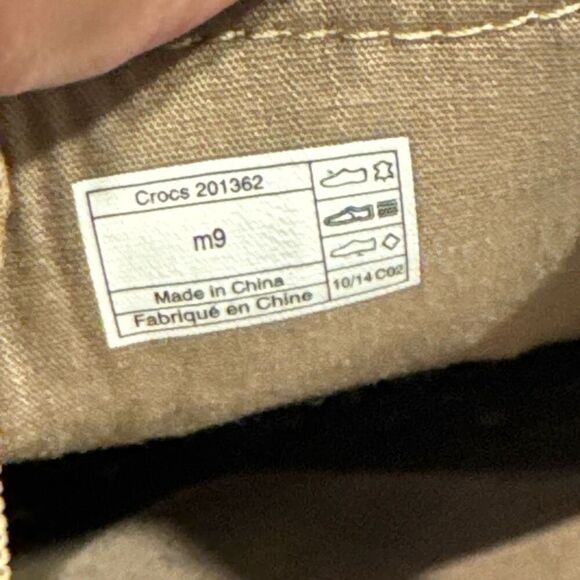 Crocs 201362
m9
Made in China
Fabriqué en Chine
10/14 C02